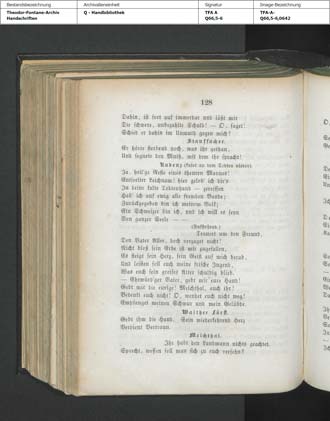 Bestandsbezeichnung
Archivalieneinheit
Signatur
Image-Bezeichnung
Theodor-Fontane-Archiv
Handschriften
Q - Handbibliothek
TFA A
Q66,5-6
TFA-A-
Q66,5-6,0642
128
Dahin, ist fort auf immerdar und läßt mir
Die schwere, unbezahlte Schuld! — O, saget!
Schied er dahin im Unmuth gegen mich?
Stauffacher.
Er hörte sterbend noch, was ihr gethan,
Und segnete den Muth, mit dem ihr spracht!
Rudenz (kniet an dem Todten nieder).
Ja, heil'ge Reste eines theuren Mannes!
Entseelter Leichnam! hier gelob' ich dir's
In deine kalte Todtenhand — zerrissen
Hab' ich auf ewig alle fremden Bande;
Zurückgegeben bin ich meinem Volk;
Ein Schweizer bin ich, und ich will es seyn
Von ganzer Seele — —
(Aufstehend.)
Trauert um den Freund,
Den Vater Aller, doch verzaget nicht!
Nicht bloß sein Erbe ist mir zugefallen,
Es steigt sein Herz, sein Geist auf mich herab,
Und leisten soll euch meine frische Jugend,
Was euch sein greises Alter schuldig blieb.
— Ehrwürd'ger Vater, gebt mir eure Hand!
Gebt mir die eurige! Melchthal, auch ihr!
Bedenkt euch nicht! O, wendet euch nicht weg!
Empfanget meinen Schwur und mein Gelübde.
Walther Fürst.
Gebt ihm die Hand. Sein wiederkehrend Herz
Verdient Vertraun.
Melchthal.
Ihr habt den Landmann nichts geachtet.
Sprecht, wessen soll man sich zu euch versehn?